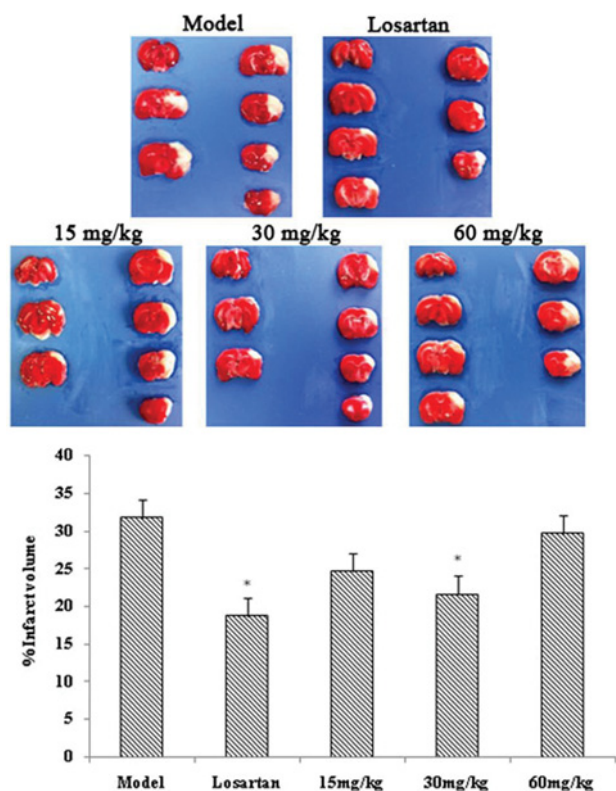 Model Losartan
15 mg/kg 30 mg/kg 60 mg/kg
40
35
30
25
20
15
10
5
0
%Infarct volume
*
*
Model Losartan 15mg/kg 30mg/kg 60mg/kg